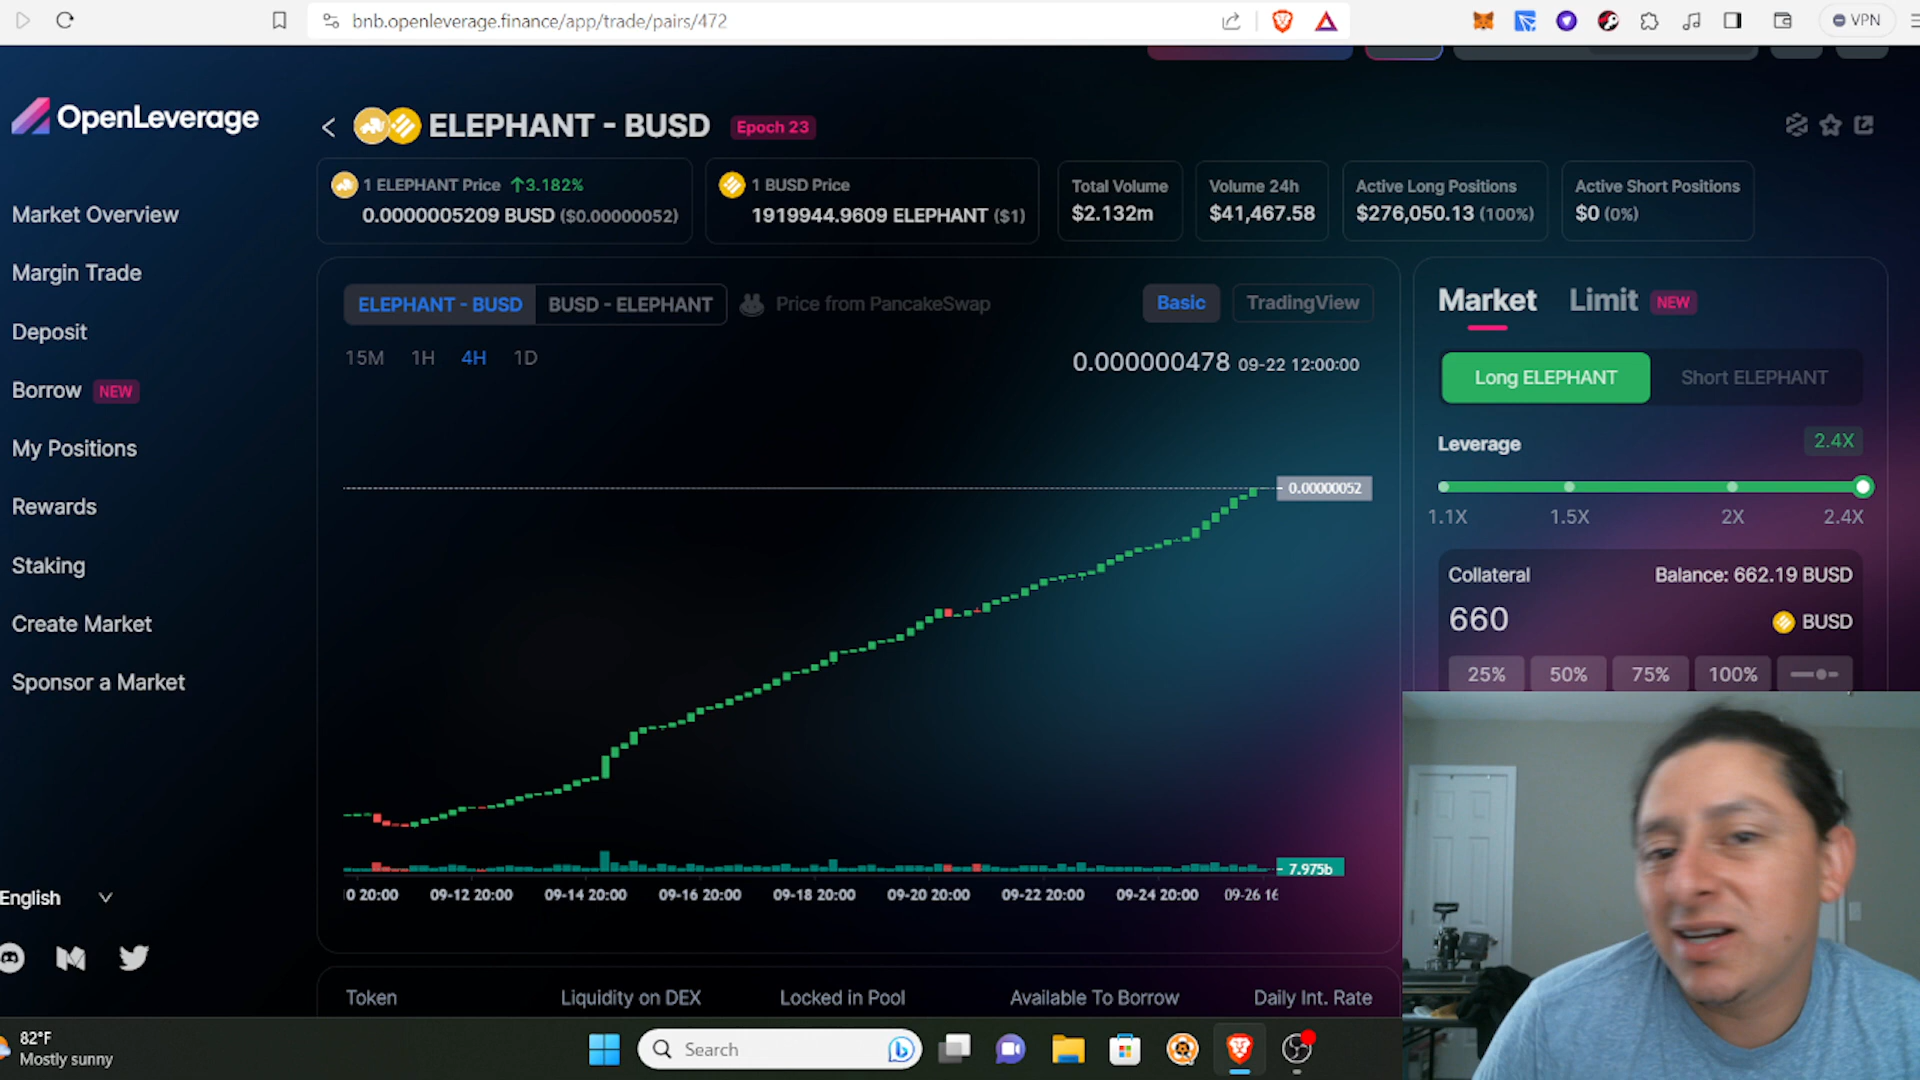 bnb.openleverage.finance/app/trade/pairs/472
VPN
OpenLeverage
ELEPHANT - BUSD Epoch 23
1 ELEPHANT Price ↑3.182%
0.0000005209 BUSD ($0.00000052)
1 BUSD Price
1919944.9609 ELEPHANT ($1)
Total Volume
$2.132m
Volume 24h
$41,467.58
Active Long Positions
$276,050.13 (100%)
Active Short Positions
$0 (0%)
Market Overview
Margin Trade
Deposit
Borrow NEW
My Positions
Rewards
Staking
Create Market
Sponsor a Market
English
ELEPHANT - BUSD BUSD - ELEPHANT Price from PancakeSwap Basic TradingView
15M 1H 4H 1D 0.000000478 09-22 12:00:00
0.00000052
7.975b
0 20:00 09-12 20:00 09-14 20:00 09-16 20:00 09-18 20:00 09-20 20:00 09-22 20:00 09-24 20:00 09-26 16
Token Liquidity on DEX Locked in Pool Available To Borrow Daily Int. Rate
Market Limit NEW
Long ELEPHANT Short ELEPHANT
Leverage 2.4X
1.1X 1.5X 2X 2.4X
Collateral Balance: 662.19 BUSD
660 BUSD
25% 50% 75% 100%
82°F
Mostly sunny
Search